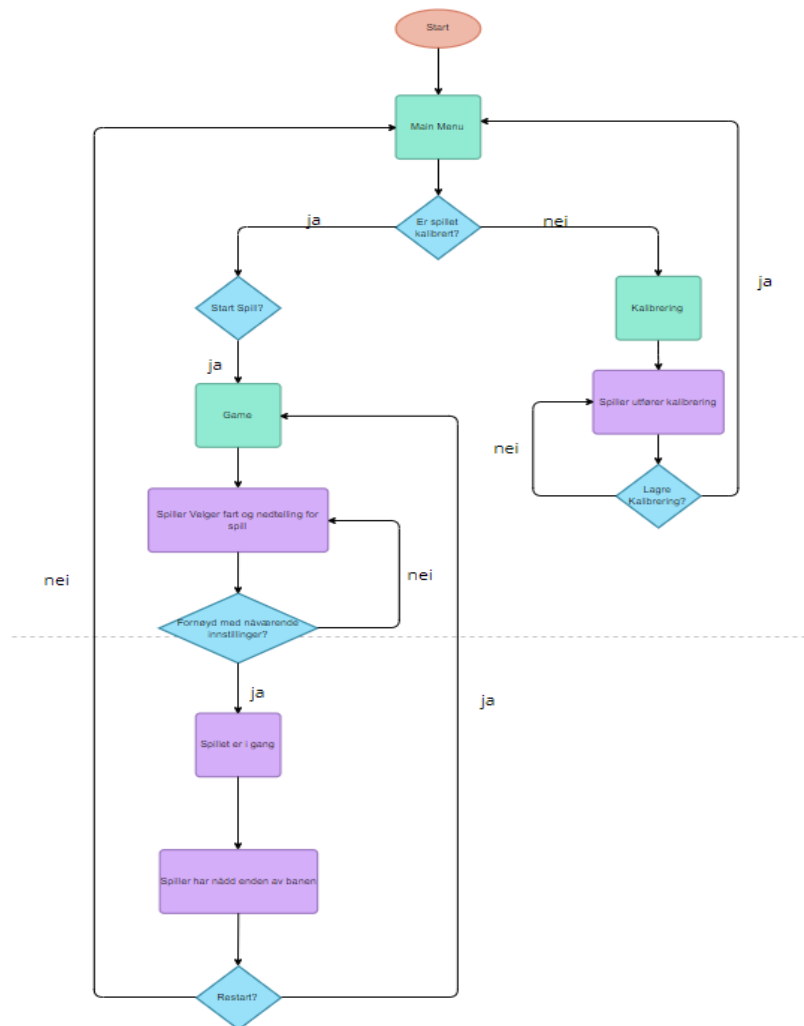 Start
Main Menu
Er spillet
kalibrert?
ja
nei
Start Spill?
Kalibrering
ja
ja
Game
Spiller utfører kalibrering
nei
Lagre
Kalibrering?
Spiller Velger fart og nedtelling for
spill
nei
nei
Fornøyd med nåværende
innstillinger?
ja
ja
Spillet er i gang
Spiller har nådd enden av banen
Restart?